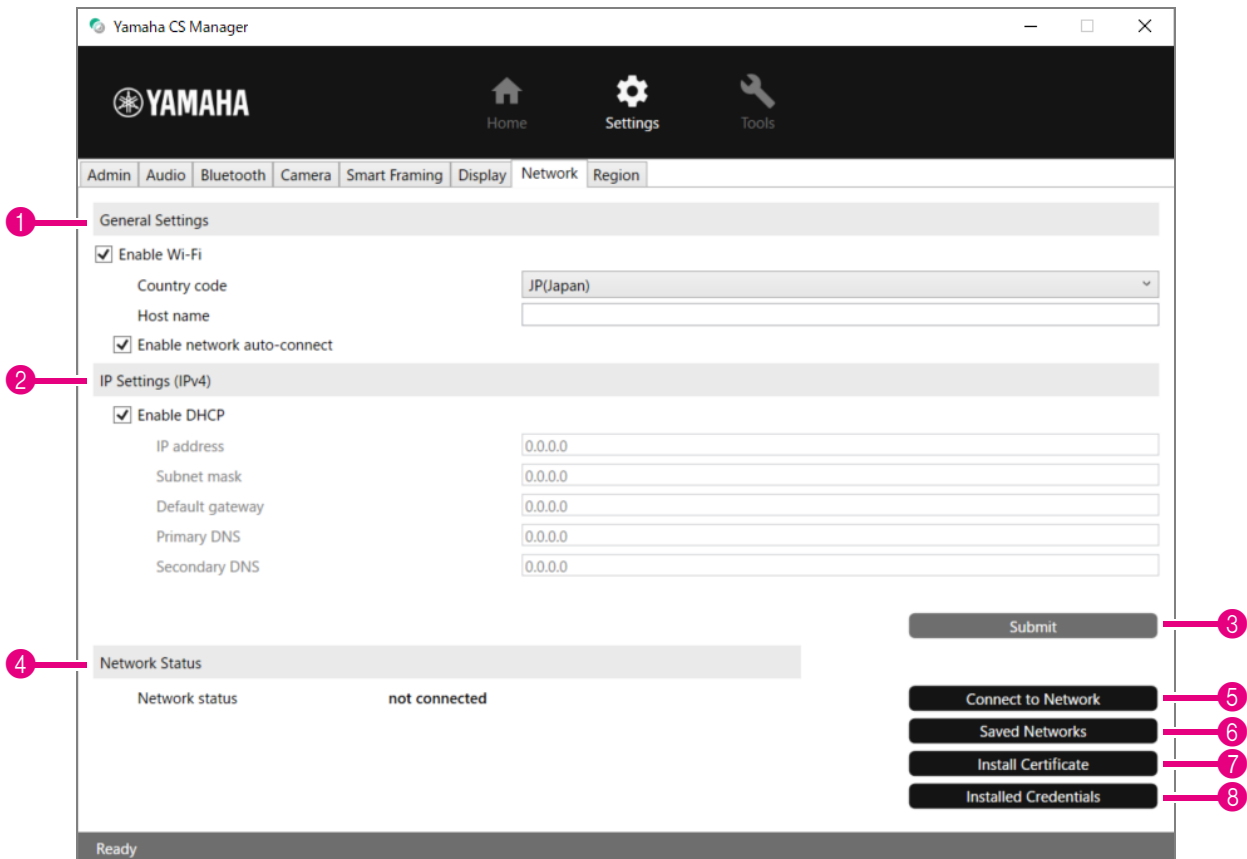 Yamaha CS Manager
YAMAHA
Home Settings Tools
Admin Audio Bluetooth Camera Smart Framing Display Network Region
1 General Settings
Enable Wi-Fi
Country code JP(Japan)
Host name
Enable network auto-connect
2 IP Settings (IPv4)
Enable DHCP
IP address 0.0.0.0
Subnet mask 0.0.0.0
Default gateway 0.0.0.0
Primary DNS 0.0.0.0
Secondary DNS 0.0.0.0
Submit 3
4 Network Status
Network status not connected
Connect to Network 5
Saved Networks 6
Install Certificate 7
Installed Credentials 8
Ready